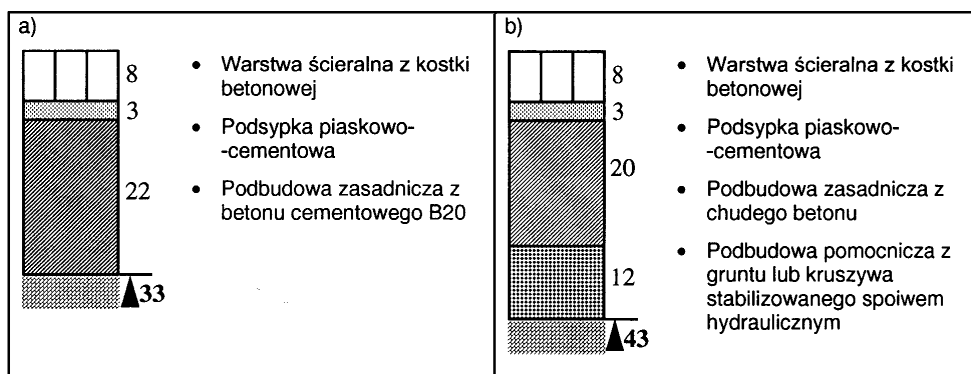 a)
8
3
22
33
• Warstwa ścieralna z kostki
betonowej
• Podsypka piaskowo-
-cementowa
• Podbudowa zasadnicza z
betonu cementowego B20
b)
8
3
20
12
43
• Warstwa ścieralna z kostki
betonowej
• Podsypka piaskowo-
-cementowa
• Podbudowa zasadnicza z
chudego betonu
• Podbudowa pomocnicza z
gruntu lub kruszywa
stabilizowanego spoiwem
hydraulicznym